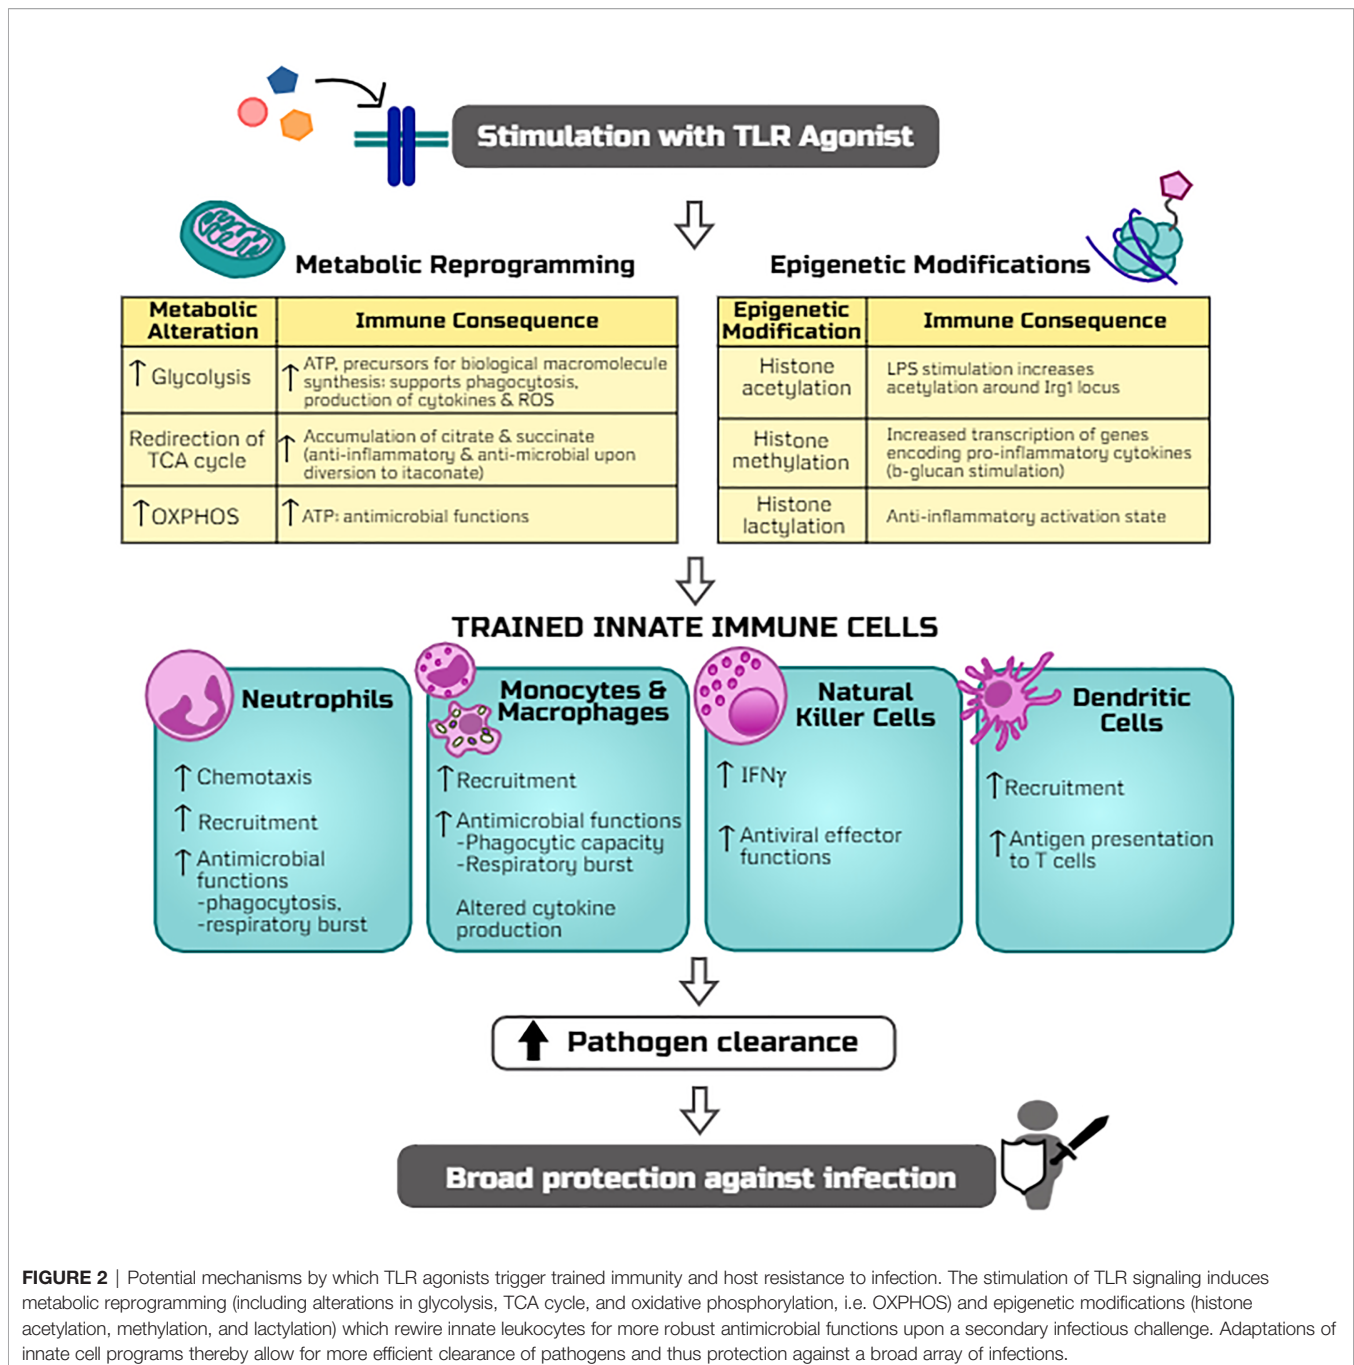 Stimulation with TLR Agonist
Metabolic Reprogramming
Metabolic
Alteration
Immune Consequence
↑ Glycolysis
↑ ATP, precursors for biological macromolecule
synthesis: supports phagocytosis,
production of cytokines & ROS
Redirection of
TCA cycle
↑ Accumulation of citrate & succinate
(anti-inflammatory & anti-microbial upon
diversion to itaconate)
↑ OXPHOS
↑ ATP: antimicrobial functions
Epigenetic Modifications
Epigenetic
Modification
Immune Consequence
Histone
acetylation
LPS stimulation increases
acetylation around Irg1 locus
Histone
methylation
Increased transcription of genes
encoding pro-inflammatory cytokines
(b-glucan stimulation)
Histone
lactylation
Anti-inflammatory activation state
TRAINED INNATE IMMUNE CELLS
Neutrophils
↑ Chemotaxis
↑ Recruitment
↑ Antimicrobial
functions
-phagocytosis,
-respiratory burst
Monocytes &
Macrophages
↑ Recruitment
↑ Antimicrobial functions
-Phagocytic capacity
-Respiratory burst
Altered cytokine
production
Natural
Killer Cells
↑ IFNγ
↑ Antiviral effector
functions
Dendritic
Cells
↑ Recruitment
↑ Antigen presentation
to T cells
Pathogen clearance
Broad protection against infection
FIGURE 2 | Potential mechanisms by which TLR agonists trigger trained immunity and host resistance to infection. The stimulation of TLR signaling induces
metabolic reprogramming (including alterations in glycolysis, TCA cycle, and oxidative phosphorylation, i.e. OXPHOS) and epigenetic modifications (histone
acetylation, methylation, and lactylation) which rewire innate leukocytes for more robust antimicrobial functions upon a secondary infectious challenge. Adaptations of
innate cell programs thereby allow for more efficient clearance of pathogens and thus protection against a broad array of infections.